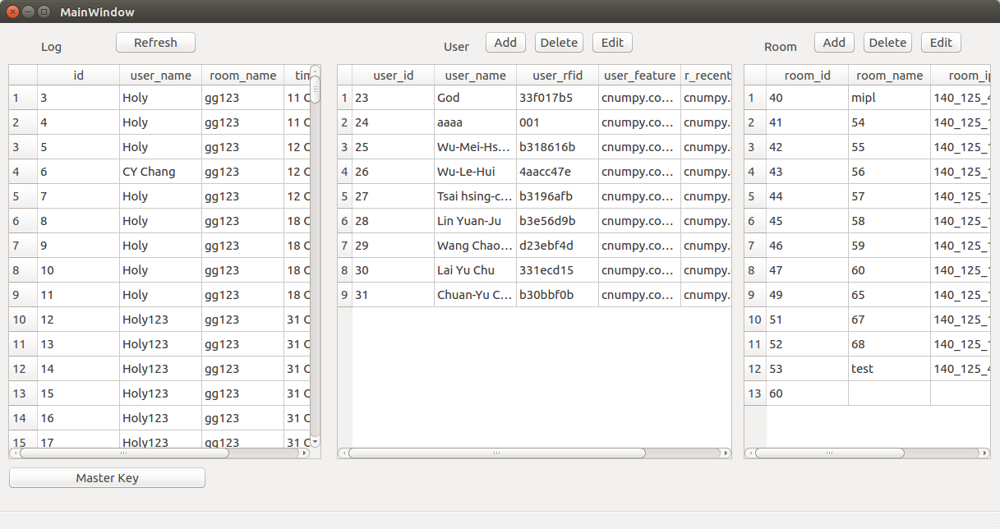 MainWindow
Log Refresh User Add Delete Edit Room Add Delete Edit
id user_name room_name tim user_id user_name user_rfid user_feature r_recent room_id room_name room_ip
1 3 Holy gg123 11 O 1 23 God 33f017b5 cnumpy.co... cnumpy. 1 40 mipl 140_125_4
2 4 Holy gg123 11 O 2 24 aaaa 001 cnumpy.co... cnumpy. 2 41 54 140_125_1
3 5 Holy gg123 12 O 3 25 Wu-Mei-Hs... b318616b cnumpy.co... cnumpy. 3 42 55 140_125_1
4 6 CY Chang gg123 12 O 4 26 Wu-Le-Hui 4aacc47e cnumpy.co... cnumpy. 4 43 56 140_125_1
5 7 Holy gg123 12 O 5 27 Tsai hsing-c... b3196afb cnumpy.co... cnumpy. 5 44 57 140_125_1
6 8 Holy gg123 18 O 6 28 Lin Yuan-Ju b3e56d9b cnumpy.co... cnumpy. 6 45 58 140_125_1
7 9 Holy gg123 18 O 7 29 Wang Chao... d23ebf4d cnumpy.co... cnumpy. 7 46 59 140_125_1
8 10 Holy gg123 18 O 8 30 Lai Yu Chu 331ecd15 cnumpy.co... cnumpy. 8 47 60 140_125_1
9 11 Holy gg123 18 O 9 31 Chuan-Yu C... b30bbf0b cnumpy.co... cnumpy. 9 49 65 140_125_1
10 12 Holy123 gg123 31 O 10 51 67 140_125_1
11 13 Holy123 gg123 31 O 11 52 68 140_125_1
12 14 Holy123 gg123 31 O 12 53 test 140_125_4
13 15 Holy123 gg123 31 O 13 60
14 16 Holy123 gg123 31 O
15 17 Holy123 gg123 31 O
Master Key